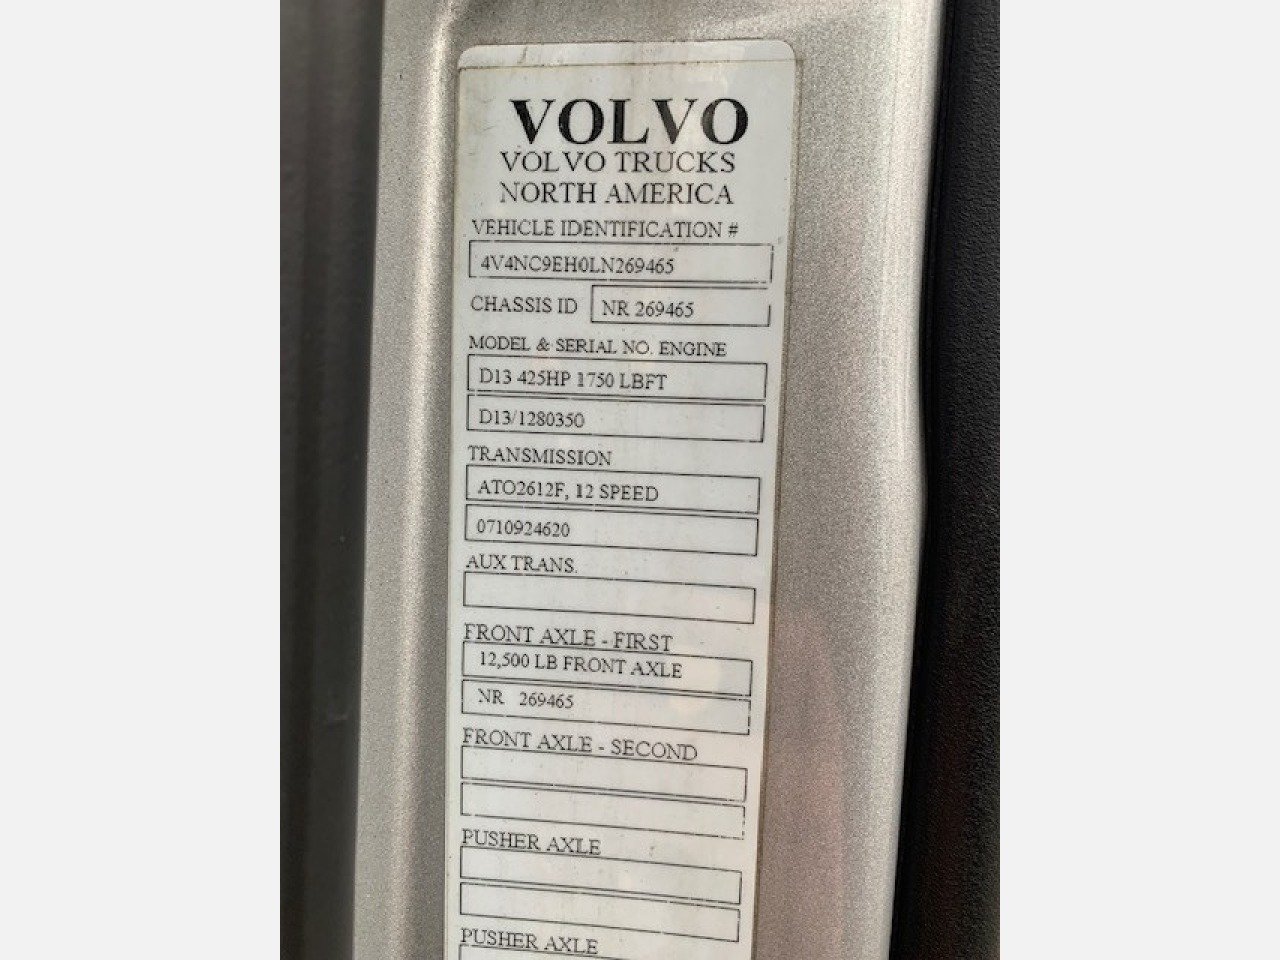 VOLVO
VOLVO TRUCKS
NORTH AMERICA
VEHICLE IDENTIFICATION #
4V4NC9EH0LN269465
CHASSIS ID NR 269465
MODEL & SERIAL NO. ENGINE
D13 425HP 1750 LBFT
D13/1280350
TRANSMISSION
ATO2612F, 12 SPEED
0710924620
AUX TRANS.
FRONT AXLE - FIRST
12,500 LB FRONT AXLE
NR 269465
FRONT AXLE - SECOND
PUSHER AXLE
PUSHER AXLE